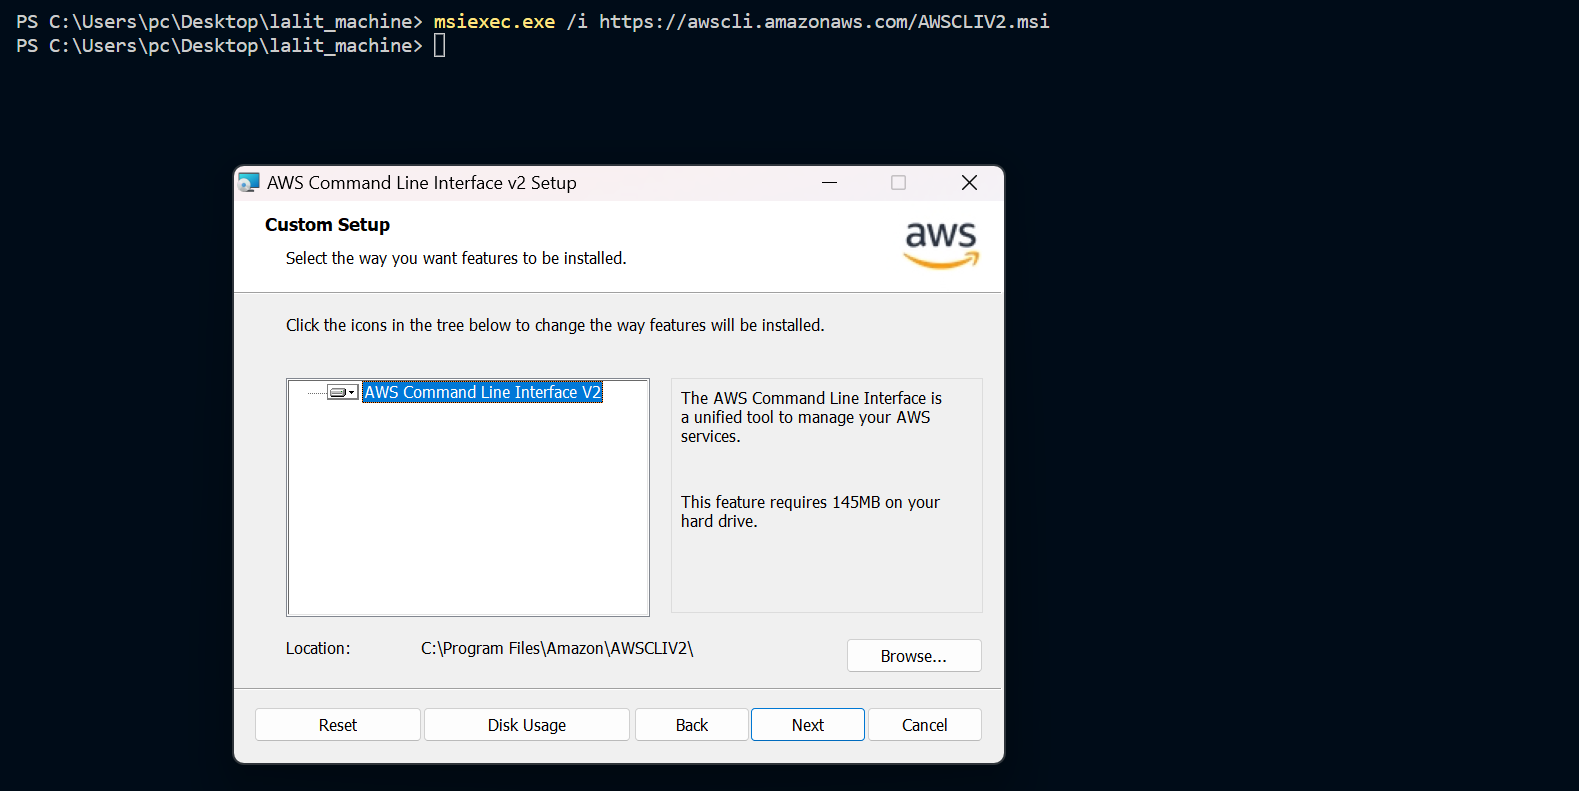 PS C:\Users\pc\Desktop\lalit_machine> msiexec.exe /i https://awscli.amazonaws.com/AWSCLIV2.msi
PS C:\Users\pc\Desktop\lalit_machine>
AWS Command Line Interface v2 Setup
Custom Setup
Select the way you want features to be installed.
aws
Click the icons in the tree below to change the way features will be installed.
AWS Command Line Interface V2
The AWS Command Line Interface is
a unified tool to manage your AWS
services.
This feature requires 145MB on your
hard drive.
Location: C:\Program Files\Amazon\AWSCLIV2\
Browse...
Reset Disk Usage Back Next Cancel